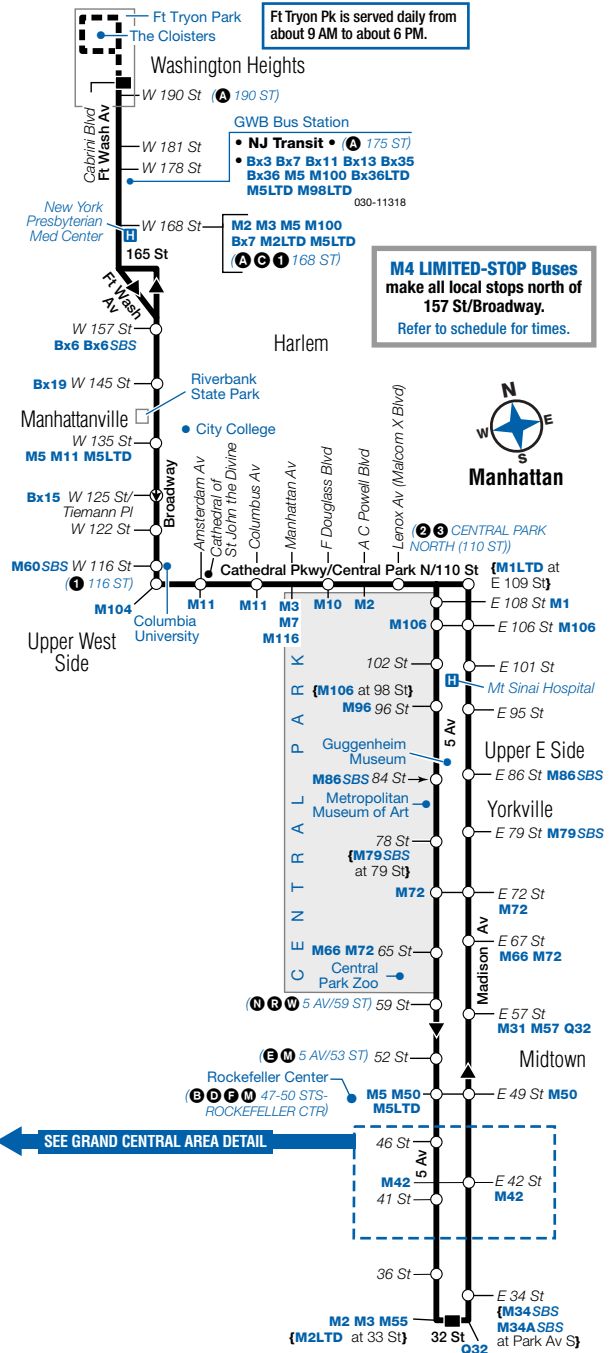 Ft Tryon Park
The Cloisters
Ft Tryon Pk is served daily from
about 9 AM to about 6 PM.
Washington Heights
W 190 St (A 190 ST)
Cabrini Blvd
Ft Wash Av
GWB Bus Station
• NJ Transit • (A 175 ST)
• Bx3 Bx7 Bx11 Bx13 Bx35
Bx36 M5 M100 Bx36LTD
M5LTD M98LTD
030-11318
W 181 St
W 178 St
New York
Presbyterian
Med Center
H
W 168 St
M2 M3 M5 M100
Bx7 M2LTD M5LTD
(A C 1 168 ST)
165 St
Ft Wash
Av
M4 LIMITED-STOP Buses
make all local stops north of
157 St/Broadway.
Refer to schedule for times.
W 157 St
Bx6 Bx6SBS
Harlem
Bx19 W 145 St
Riverbank
State Park
Manhattanville
City College
W 135 St
M5 M11 M5LTD
N
W E
S
Manhattan
Bx15 W 125 St/
Tiemann Pl
Broadway
W 122 St
M60SBS W 116 St
(1 116 ST)
M104
Columbia
University
Upper West
Side
Amsterdam Av
Cathedral of
St John the Divine
Columbus Av
Manhattan Av
F Douglass Blvd
A C Powell Blvd
Lenox Av (Malcom X Blvd)
(2 3 CENTRAL PARK
NORTH (110 ST))
Cathedral Pkwy/Central Park N/110 St
M11
M11
M3
M7
M116
M10
M2
{M1LTD at
E 109 St}
E 108 St M1
M106
E 106 St M106
CENTRAL PARK
102 St
E 101 St
H
Mt Sinai Hospital
{M106 at 98 St}
M96 96 St
E 95 St
5 Av
Guggenheim
Museum
Upper E Side
M86SBS 84 St
E 86 St M86SBS
Metropolitan
Museum of Art
Yorkville
78 St
{M79SBS
at 79 St}
E 79 St M79SBS
M72
E 72 St
M72
Madison Av
M66 M72 65 St
E 67 St
M66 M72
Central
Park Zoo
(N R W 5 AV/59 ST) 59 St
E 57 St
M31 M57 Q32
(E M 5 AV/53 ST) 52 St
Midtown
Rockefeller Center
(B D F M 47-50 STS-
ROCKEFELLER CTR)
M5 M50
M5LTD
E 49 St M50
SEE GRAND CENTRAL AREA DETAIL
46 St
5 Av
M42
E 42 St
M42
41 St
36 St
E 34 St
{M34SBS
M34ASBS
at Park Av S}
M2 M3 M55
{M2LTD at 33 St}
32 St
Q32